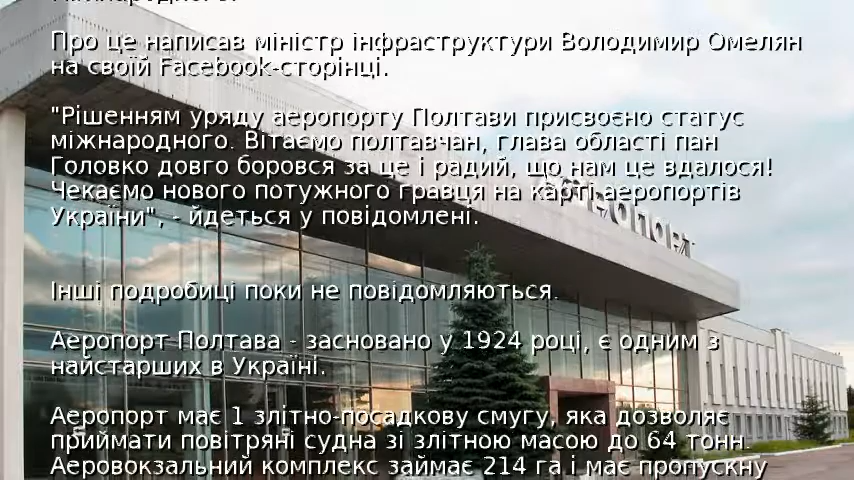 Про це написав міністр інфраструктури Володимир Омелян
на своїй Facebook-сторінці.
"Рішенням уряду аеропорту Полтави присвоєно статус
міжнародного. Вітаємо полтавчан, глава області пан
Головко довго боровся за це і радий, що нам це вдалося!
Чекаємо нового потужного гравця на карті аеропортів
України", - йдеться у повідомлені.
Інші подробиці поки не повідомляються.
Аеропорт Полтава - засновано у 1924 році, є одним з
найстарших в Україні.
Аеропорт має 1 злітно-посадкову смугу, яка дозволяє
приймати повітряні судна зі злітною масою до 64 тонн.
Аеровокзальний комплекс займає 214 га і має пропускну